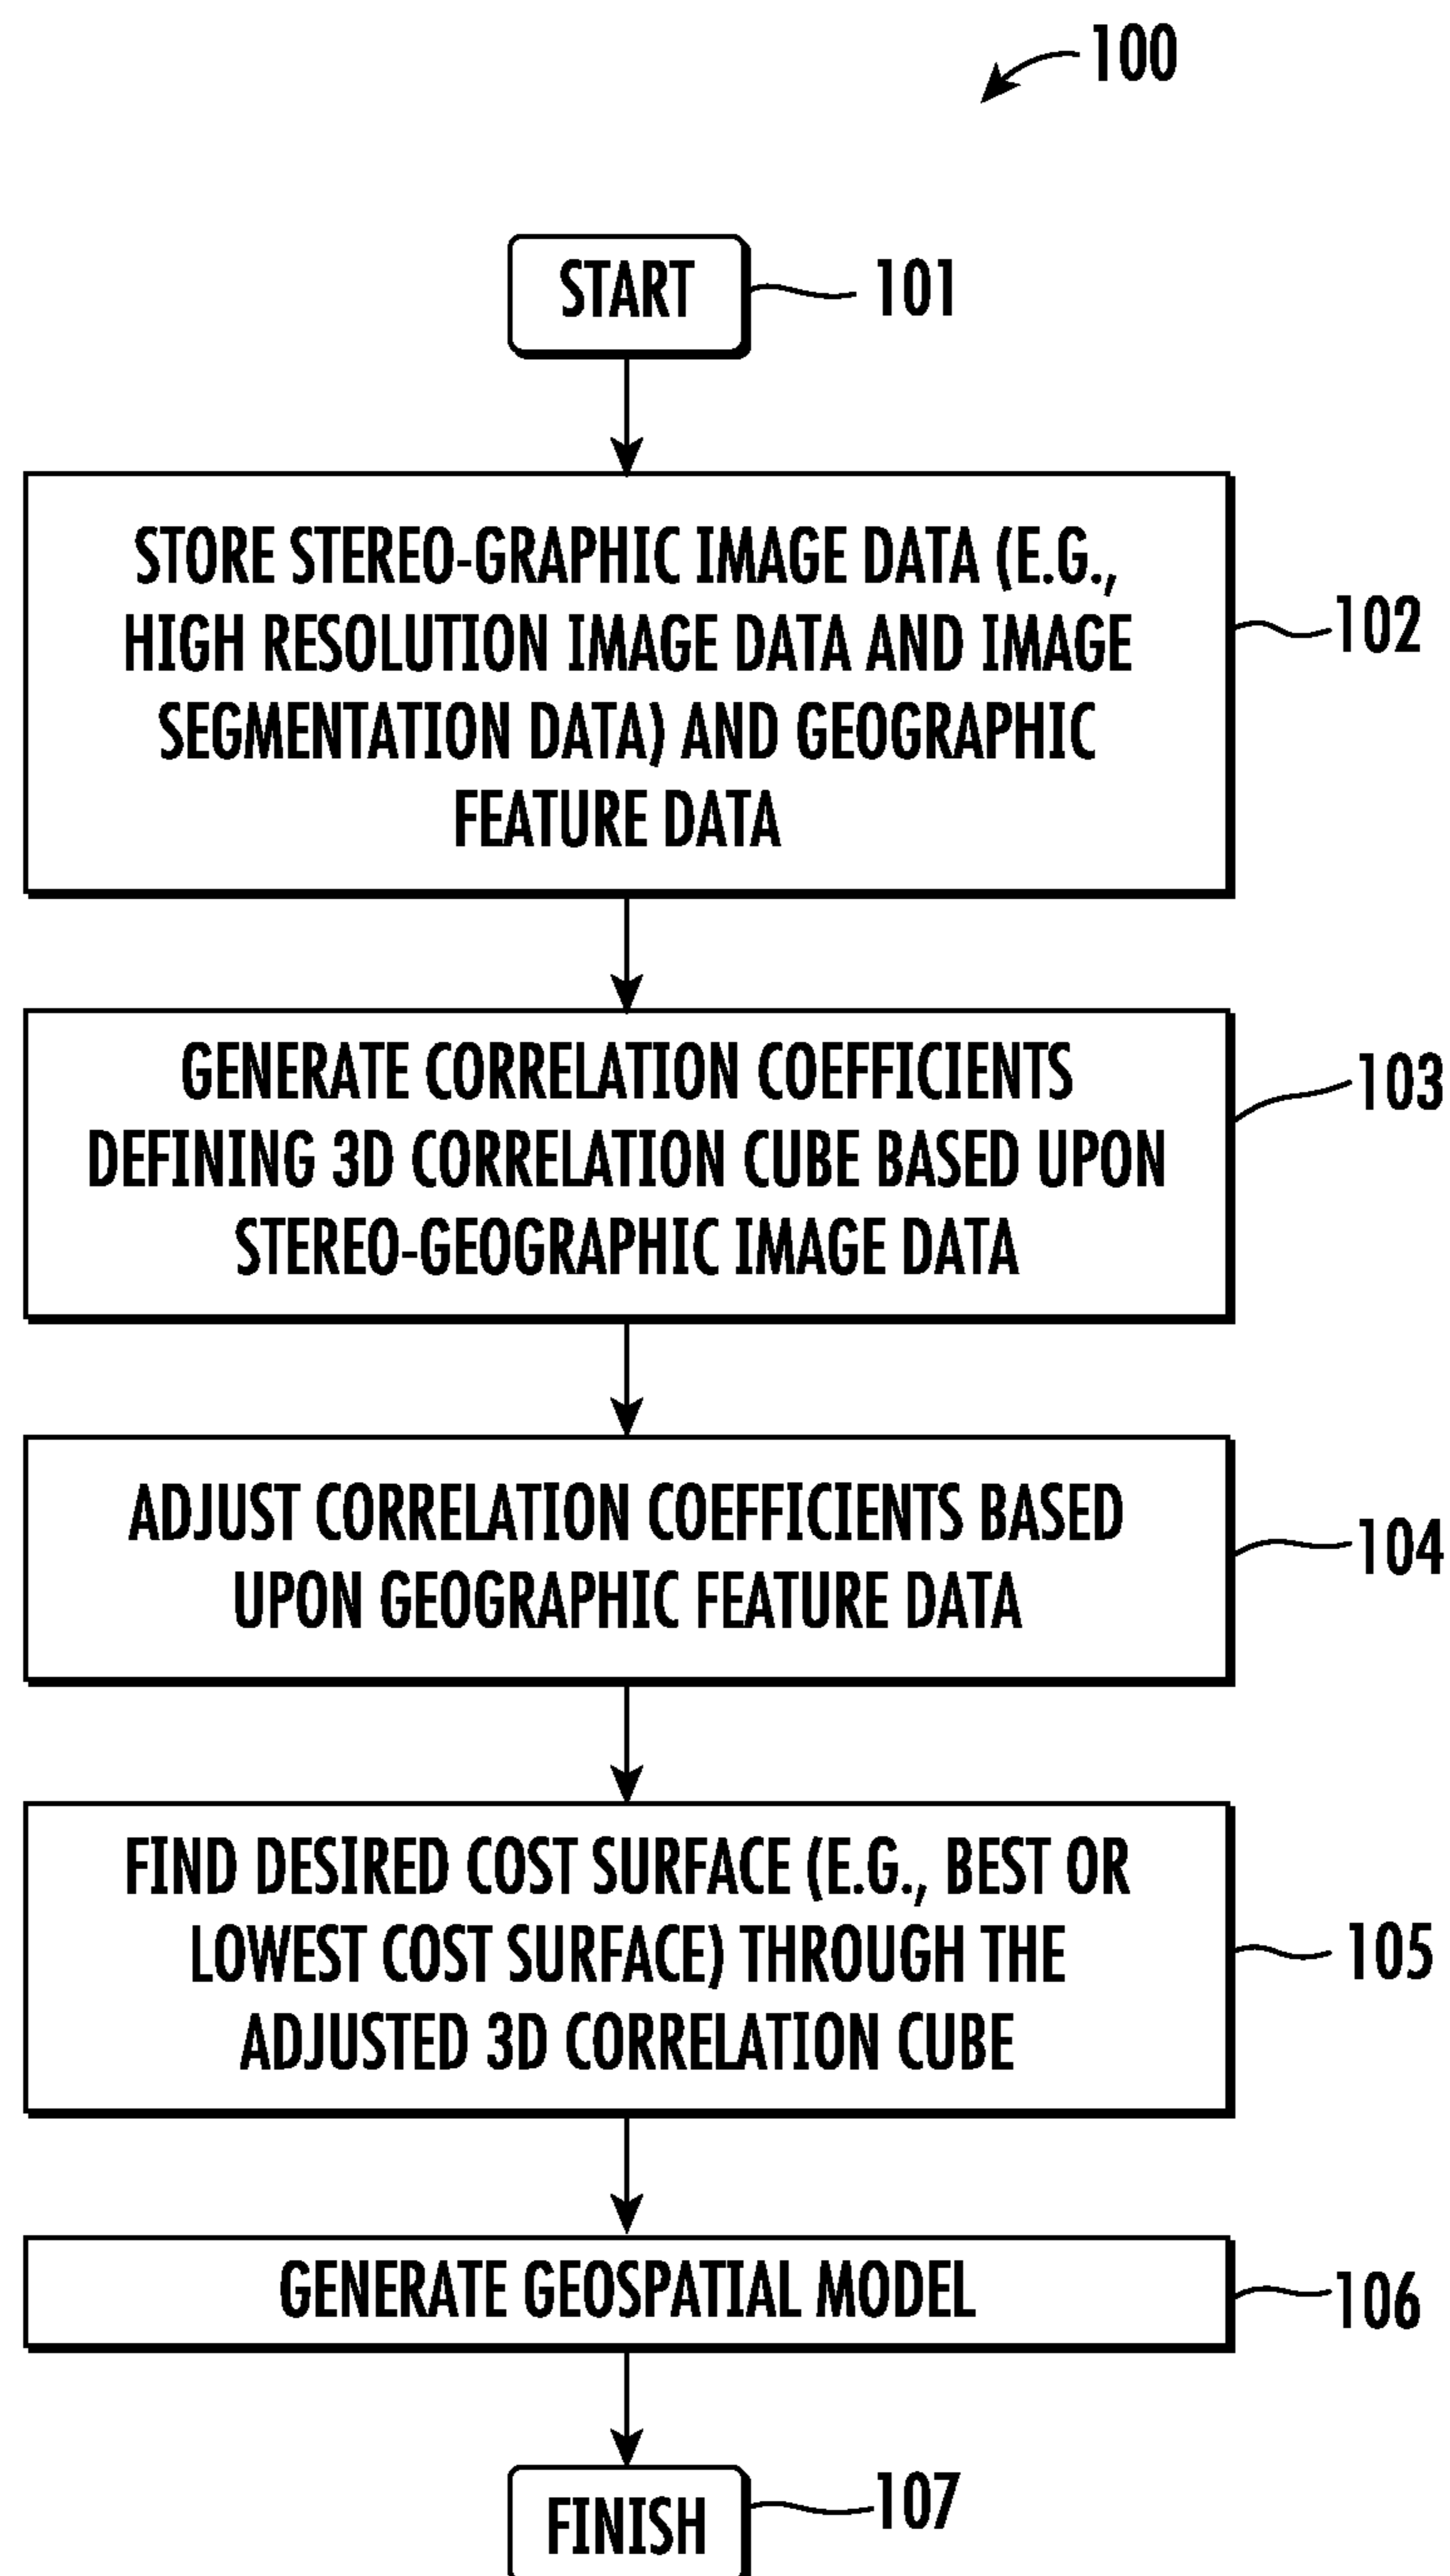 100
START
101
STORE STEREO-GRAPHIC IMAGE DATA (E.G.,
HIGH RESOLUTION IMAGE DATA AND IMAGE
SEGMENTATION DATA) AND GEOGRAPHIC
FEATURE DATA
102
GENERATE CORRELATION COEFFICIENTS
DEFINING 3D CORRELATION CUBE BASED UPON
STEREO-GEOGRAPHIC IMAGE DATA
103
ADJUST CORRELATION COEFFICIENTS BASED
UPON GEOGRAPHIC FEATURE DATA
104
FIND DESIRED COST SURFACE (E.G., BEST OR
LOWEST COST SURFACE) THROUGH THE
ADJUSTED 3D CORRELATION CUBE
105
GENERATE GEOSPATIAL MODEL
106
FINISH
107